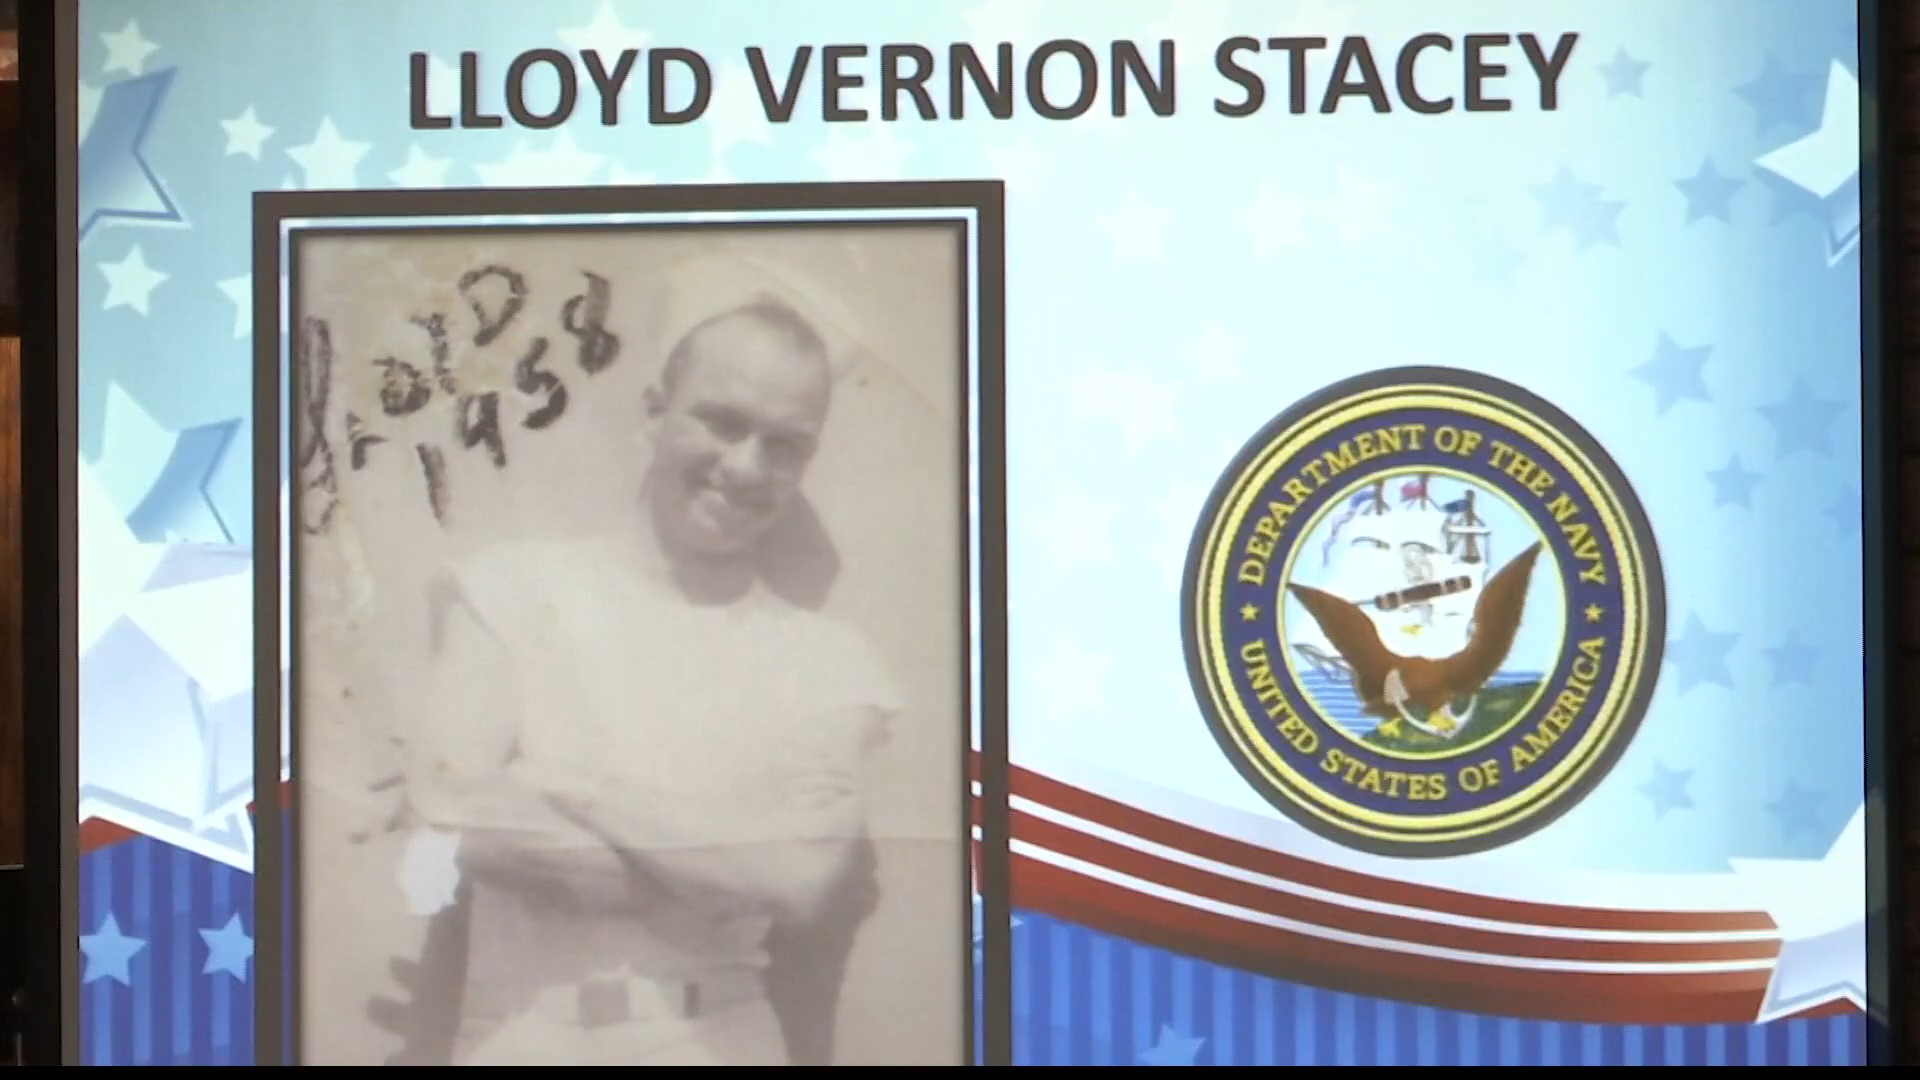 LLOYD VERNON STACEY
1958
DEPARTMENT OF THE NAVY
UNITED STATES OF AMERICA